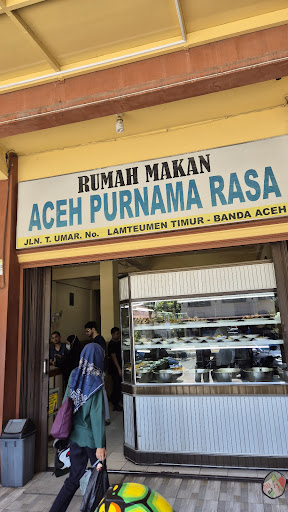 RUMAH MAKAN
ACEH PURNAMA RASA
JLN. T. UMAR. No. LAMTEUMEN TIMUR - BANDA ACEH